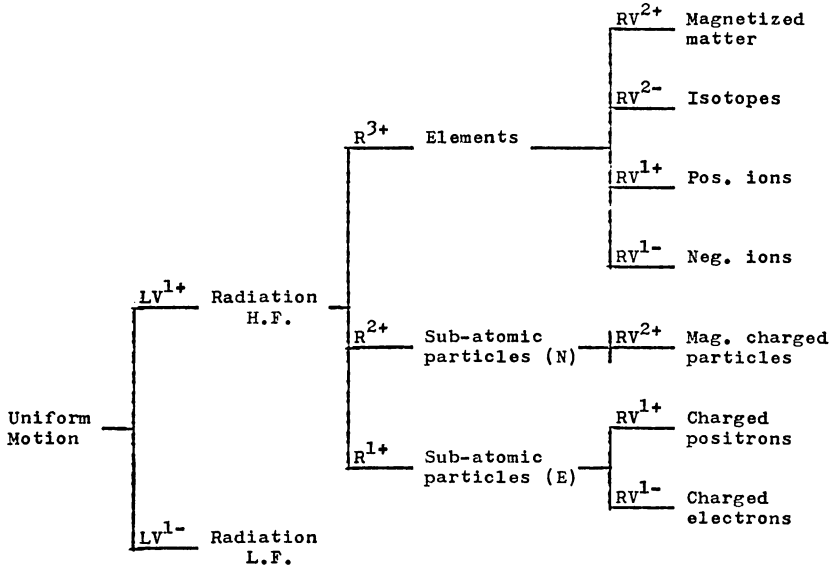 RV²⁺ Magnetized
matter
RV²⁻ Isotopes
R³⁺ Elements
RV¹⁺ Pos. ions
RV¹⁻ Neg. ions
LV¹⁺ Radiation
H.F.
R²⁺ Sub-atomic
particles (N)
RV²⁺ Mag. charged
particles
Uniform
Motion
RV¹⁺ Charged
positrons
R¹⁺ Sub-atomic
particles (E)
RV¹⁻ Charged
electrons
LV¹⁻ Radiation
L.F.